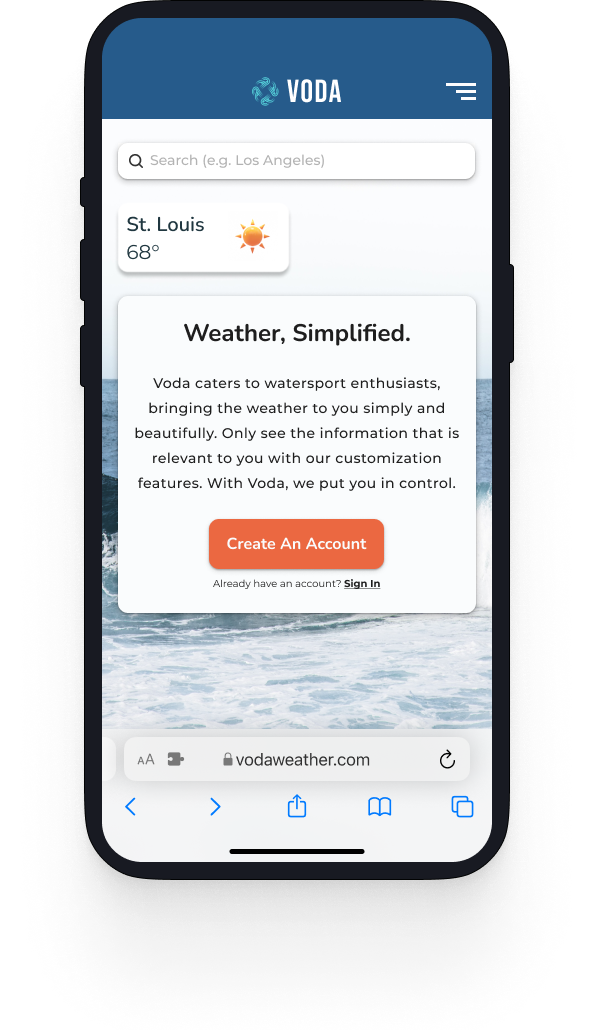 VODA
Search (e.g. Los Angeles)
St. Louis
68°
Weather, Simplified.
Voda caters to watersport enthusiasts,
bringing the weather to you simply and
beautifully. Only see the information that is
relevant to you with our customization
features. With Voda, we put you in control.
Create An Account
Already have an account? Sign In
AA vodaweather.com